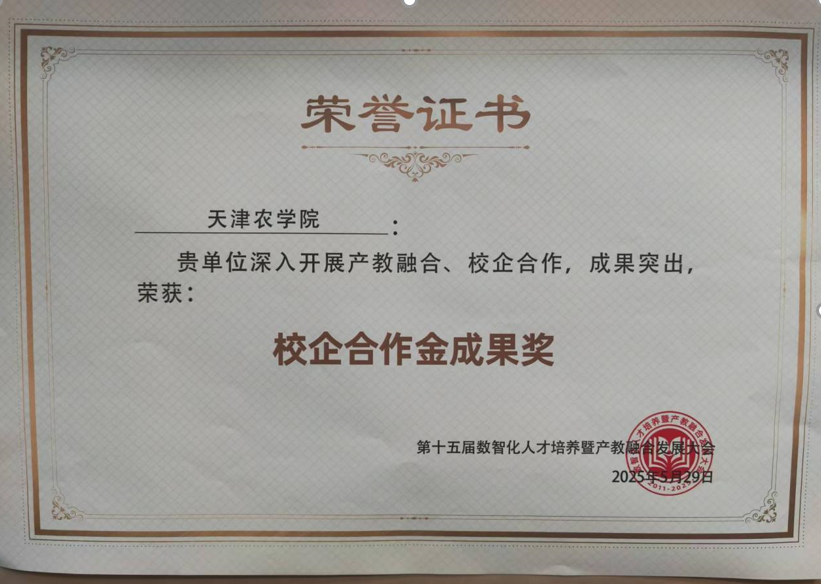 荣誉证书
天津农学院：
贵单位深入开展产教融合、校企合作，成果突出，
荣获：
校企合作金成果奖
第十五届数智化人才培养暨产教融合发展大会
2025年5月29日